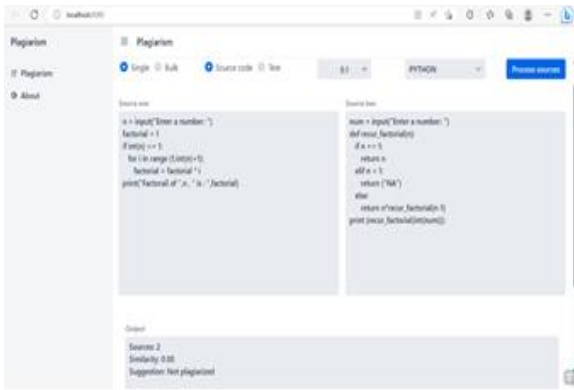 localhost
Plagiarism
Plagiarism
Plagiarism
About
Single Bulk Source code Text
0.1
PYTHON
Process sources
Source one
n = input("Enter a number: ")
factorial = 1
if int(n) >= 1:
for i in range (1,int(n)+1):
factorial = factorial * i
print("Factorail of ",n , " is : ",factorial)
Source two
num = input("Enter a number: ")
def recur_factorial(n)
if n == 1:
return n
elif n < 1:
return ("NA")
else
return n*recur_factorial(n-1)
print (recur_factorial(int(num)))
Output
Sources: 2
Similarity: 0.00
Suggestion: Not plagiarized